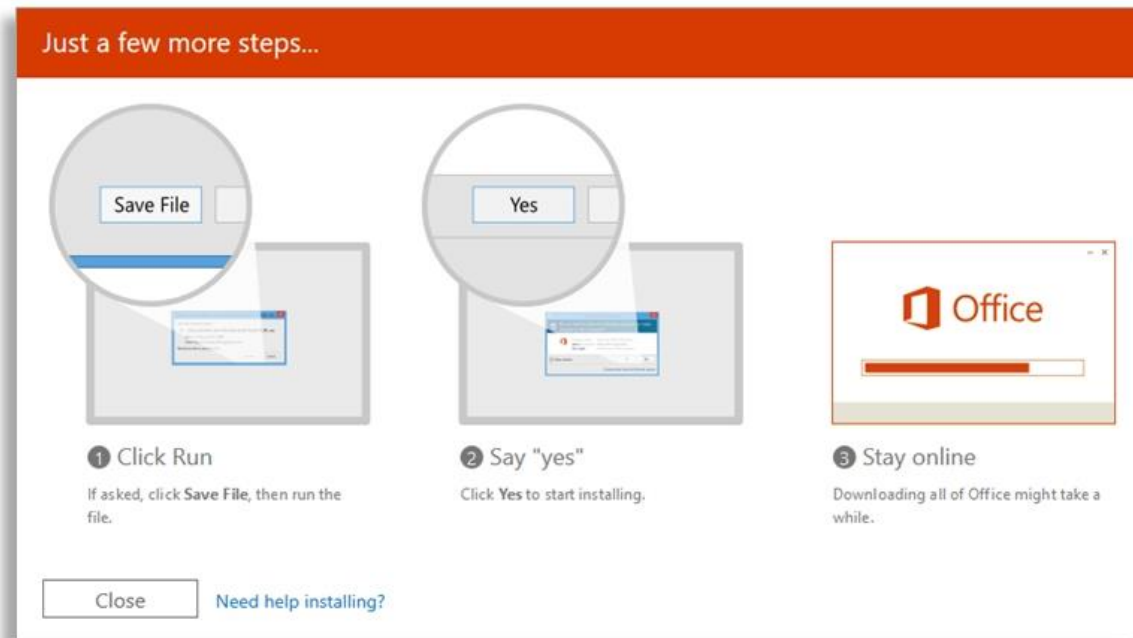 Just a few more steps...
Save File
Yes
Office
1 Click Run
If asked, click Save File, then run the
file.
2 Say "yes"
Click Yes to start installing.
3 Stay online
Downloading all of Office might take a
while.
Close
Need help installing?